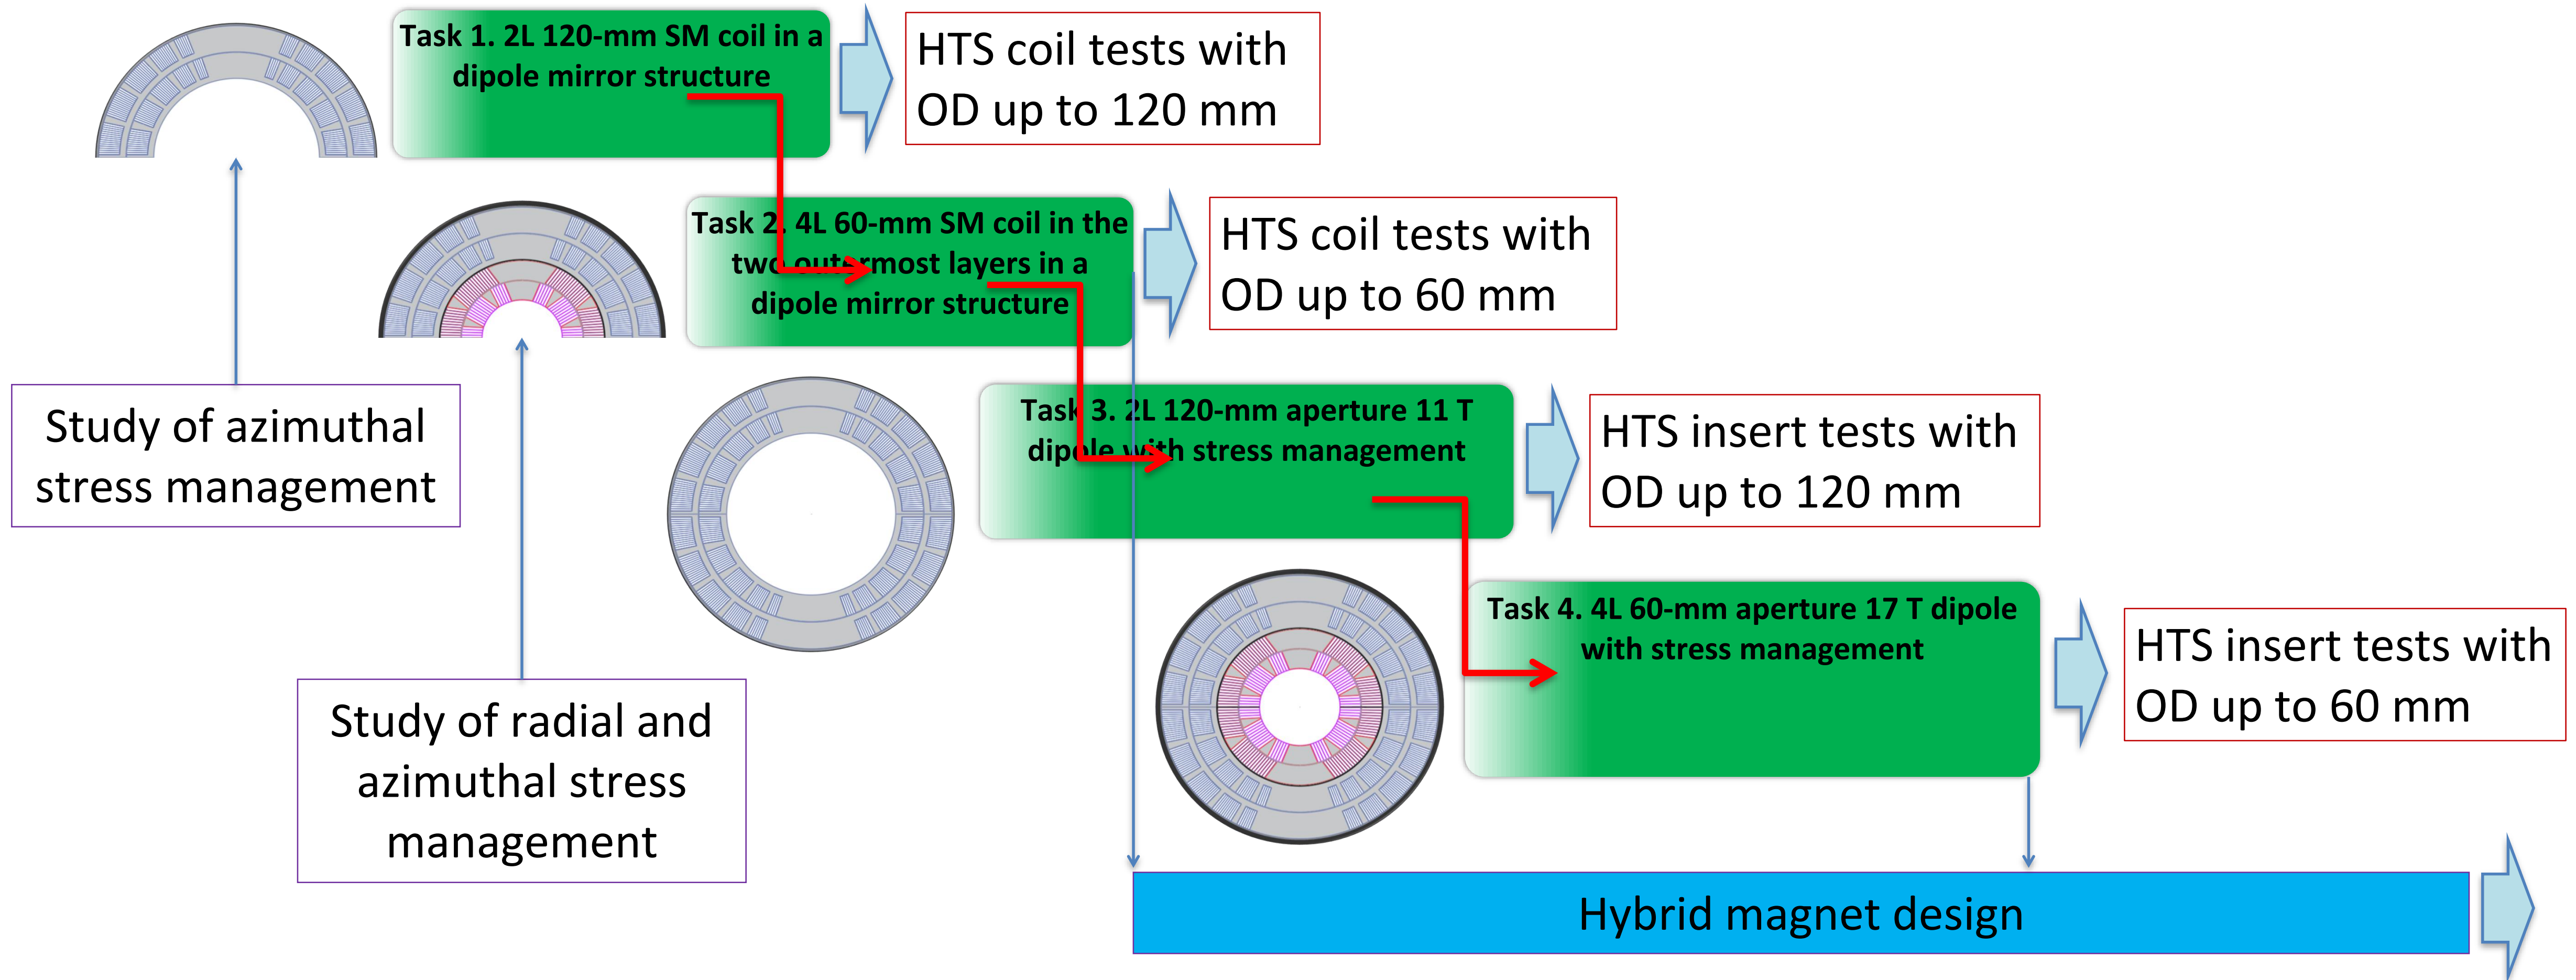 Task 1. 2L 120-mm SM coil in a
dipole mirror structure
HTS coil tests with
OD up to 120 mm
Task 2. 4L 60-mm SM coil in the
two outermost layers in a
dipole mirror structure
HTS coil tests with
OD up to 60 mm
Study of azimuthal
stress management
Task 3. 2L 120-mm aperture 11 T
dipole with stress management
HTS insert tests with
OD up to 120 mm
Study of radial and
azimuthal stress
management
Task 4. 4L 60-mm aperture 17 T dipole
with stress management
HTS insert tests with
OD up to 60 mm
Hybrid magnet design